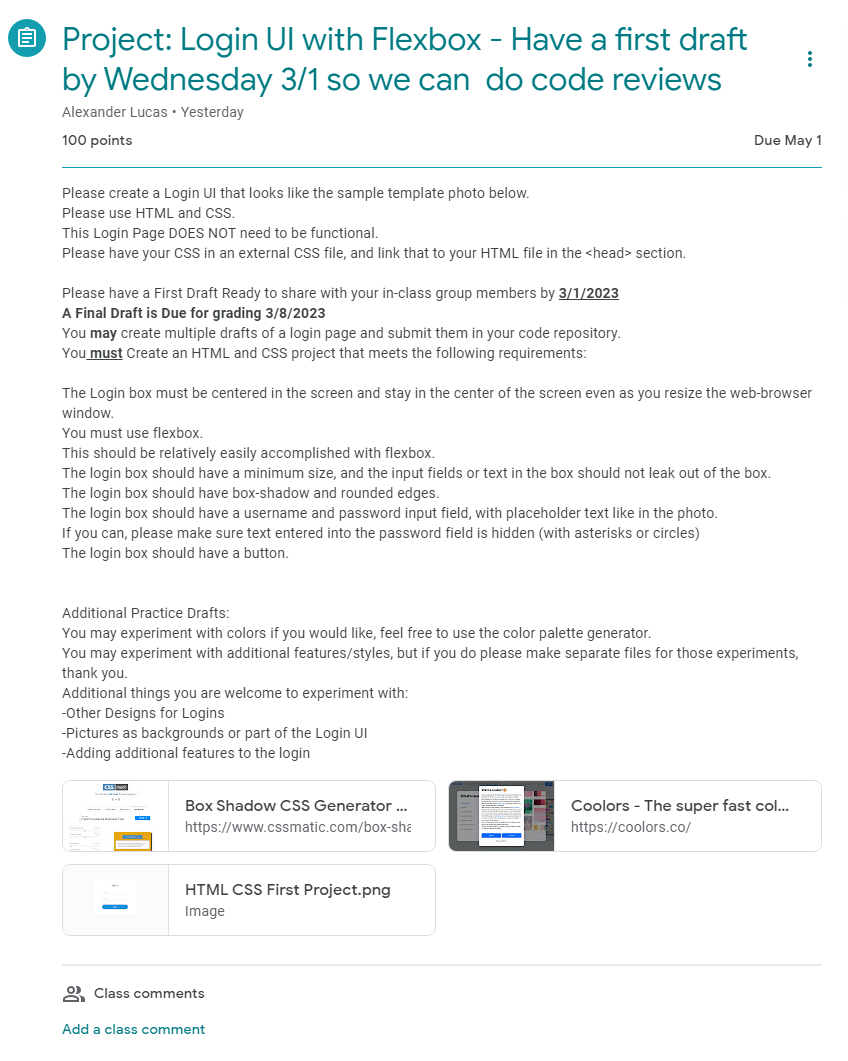 Project: Login UI with Flexbox - Have a first draft
by Wednesday 3/1 so we can  do code reviews
Alexander Lucas • Yesterday
100 points
Due May 1
Please create a Login UI that looks like the sample template photo below.
Please use HTML and CSS.
This Login Page DOES NOT need to be functional.
Please have your CSS in an external CSS file, and link that to your HTML file in the <head> section.
Please have a First Draft Ready to share with your in-class group members by 3/1/2023
A Final Draft is Due for grading 3/8/2023
You may create multiple drafts of a login page and submit them in your code repository.
You must Create an HTML and CSS project that meets the following requirements:
The Login box must be centered in the screen and stay in the center of the screen even as you resize the web-browser
window.
You must use flexbox.
This should be relatively easily accomplished with flexbox.
The login box should have a minimum size, and the input fields or text in the box should not leak out of the box.
The login box should have box-shadow and rounded edges.
The login box should have a username and password input field, with placeholder text like in the photo.
If you can, please make sure text entered into the password field is hidden (with asterisks or circles)
The login box should have a button.
Additional Practice Drafts:
You may experiment with colors if you would like, feel free to use the color palette generator.
You may experiment with additional features/styles, but if you do please make separate files for those experiments,
thank you.
Additional things you are welcome to experiment with:
-Other Designs for Logins
-Pictures as backgrounds or part of the Login UI
-Adding additional features to the login
Box Shadow CSS Generator ...
https://www.cssmatic.com/box-sha
Coolors - The super fast col...
https://coolors.co/
HTML CSS First Project.png
Image
Class comments
Add a class comment